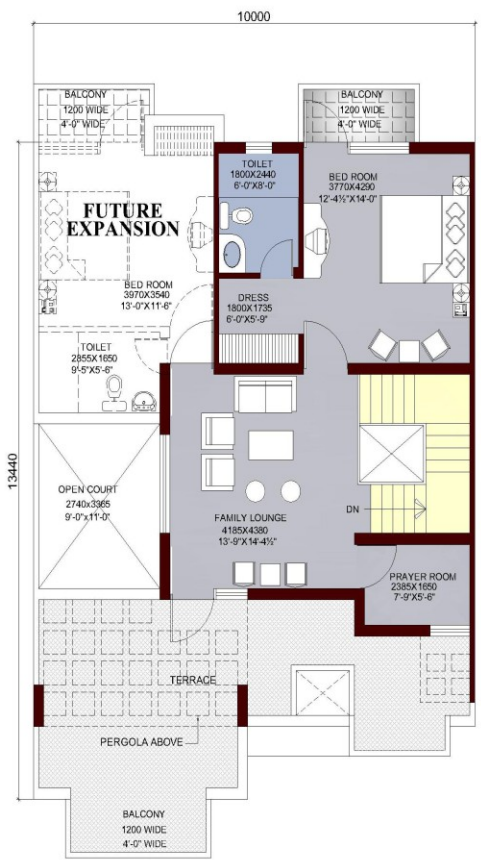 10000
BALCONY
1200 WIDE
4'-0" WIDE
BALCONY
1200 WIDE
4'-0" WIDE
TOILET
1800X2440
6'-0"X8'-0"
BED ROOM
3770X4290
12'-4½"X14'-0"
FUTURE
EXPANSION
BED ROOM
3970X3540
13'-0"X11'-6"
DRESS
1800X1735
6'-0"X5'-9"
TOILET
2855X1650
9'-5"X5'-6"
13440
OPEN COURT
2740x3365
9'-0"x11'-0"
DN
FAMILY LOUNGE
4185X4380
13'-9"X14'-4½"
PRAYER ROOM
2385X1650
7'-9"X5'-6"
TERRACE
PERGOLA ABOVE
BALCONY
1200 WIDE
4'-0" WIDE